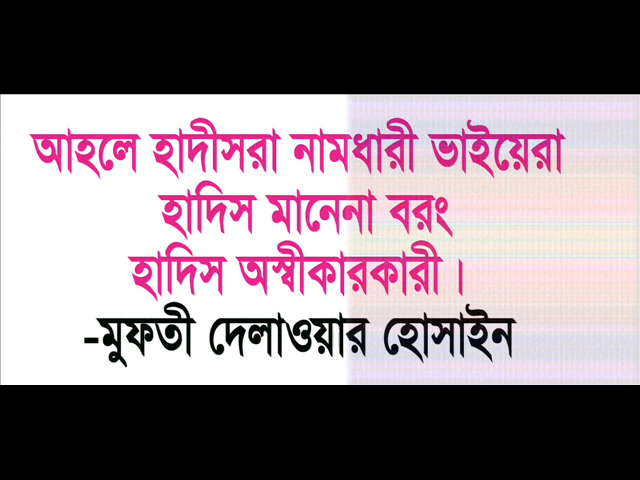 আহলে হাদীসরা নামধারী ভাইয়েরা
হাদিস মানেনা বরং
হাদিস অস্বীকারকারী।
-মুফতী দেলাওয়ার হোসাইন